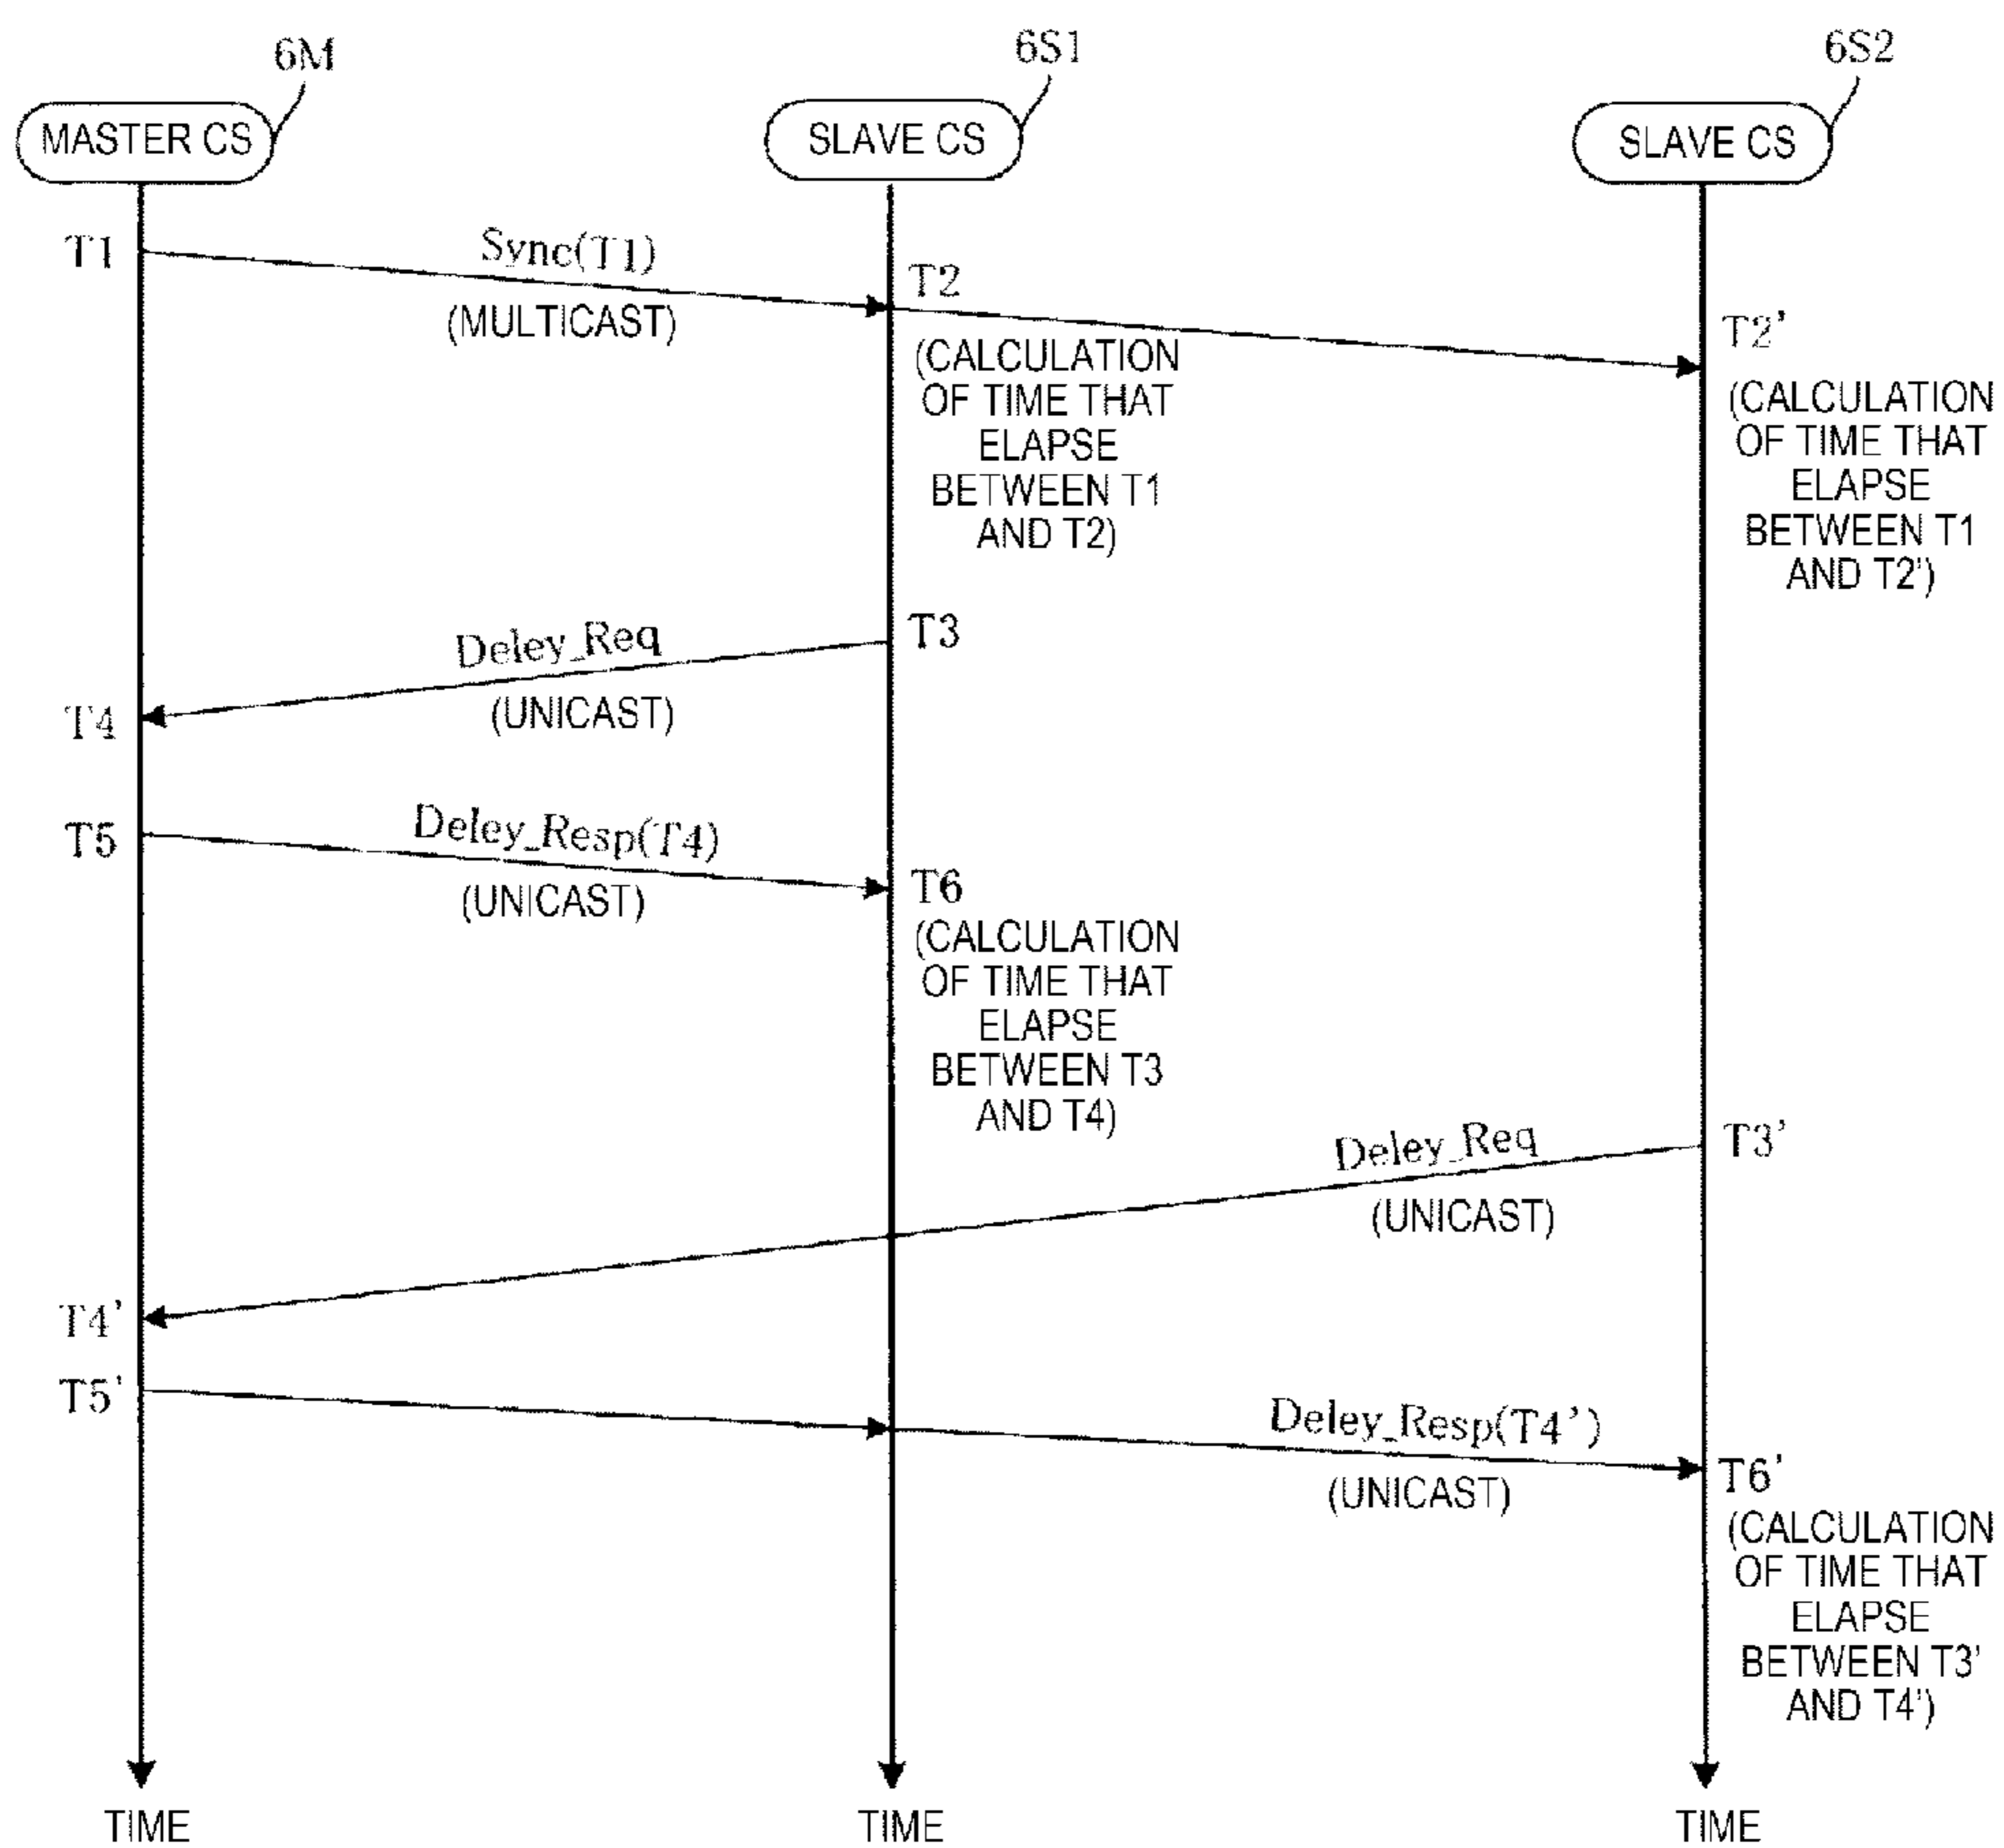 6M
6S1
6S2
MASTER CS
SLAVE CS
SLAVE CS
T1
Sync(T1)
(MULTICAST)
T2
(CALCULATION
OF TIME THAT
ELAPSE
BETWEEN T1
AND T2)
T2'
(CALCULATION
OF TIME THAT
ELAPSE
BETWEEN T1
AND T2')
T3
Deley_Req
(UNICAST)
T4
T5
Deley_Resp(T4)
(UNICAST)
T6
(CALCULATION
OF TIME THAT
ELAPSE
BETWEEN T3
AND T4)
T3'
Deley_Req
(UNICAST)
T4'
T5'
Deley_Resp(T4')
(UNICAST)
T6'
(CALCULATION
OF TIME THAT
ELAPSE
BETWEEN T3'
AND T4')
TIME
TIME
TIME